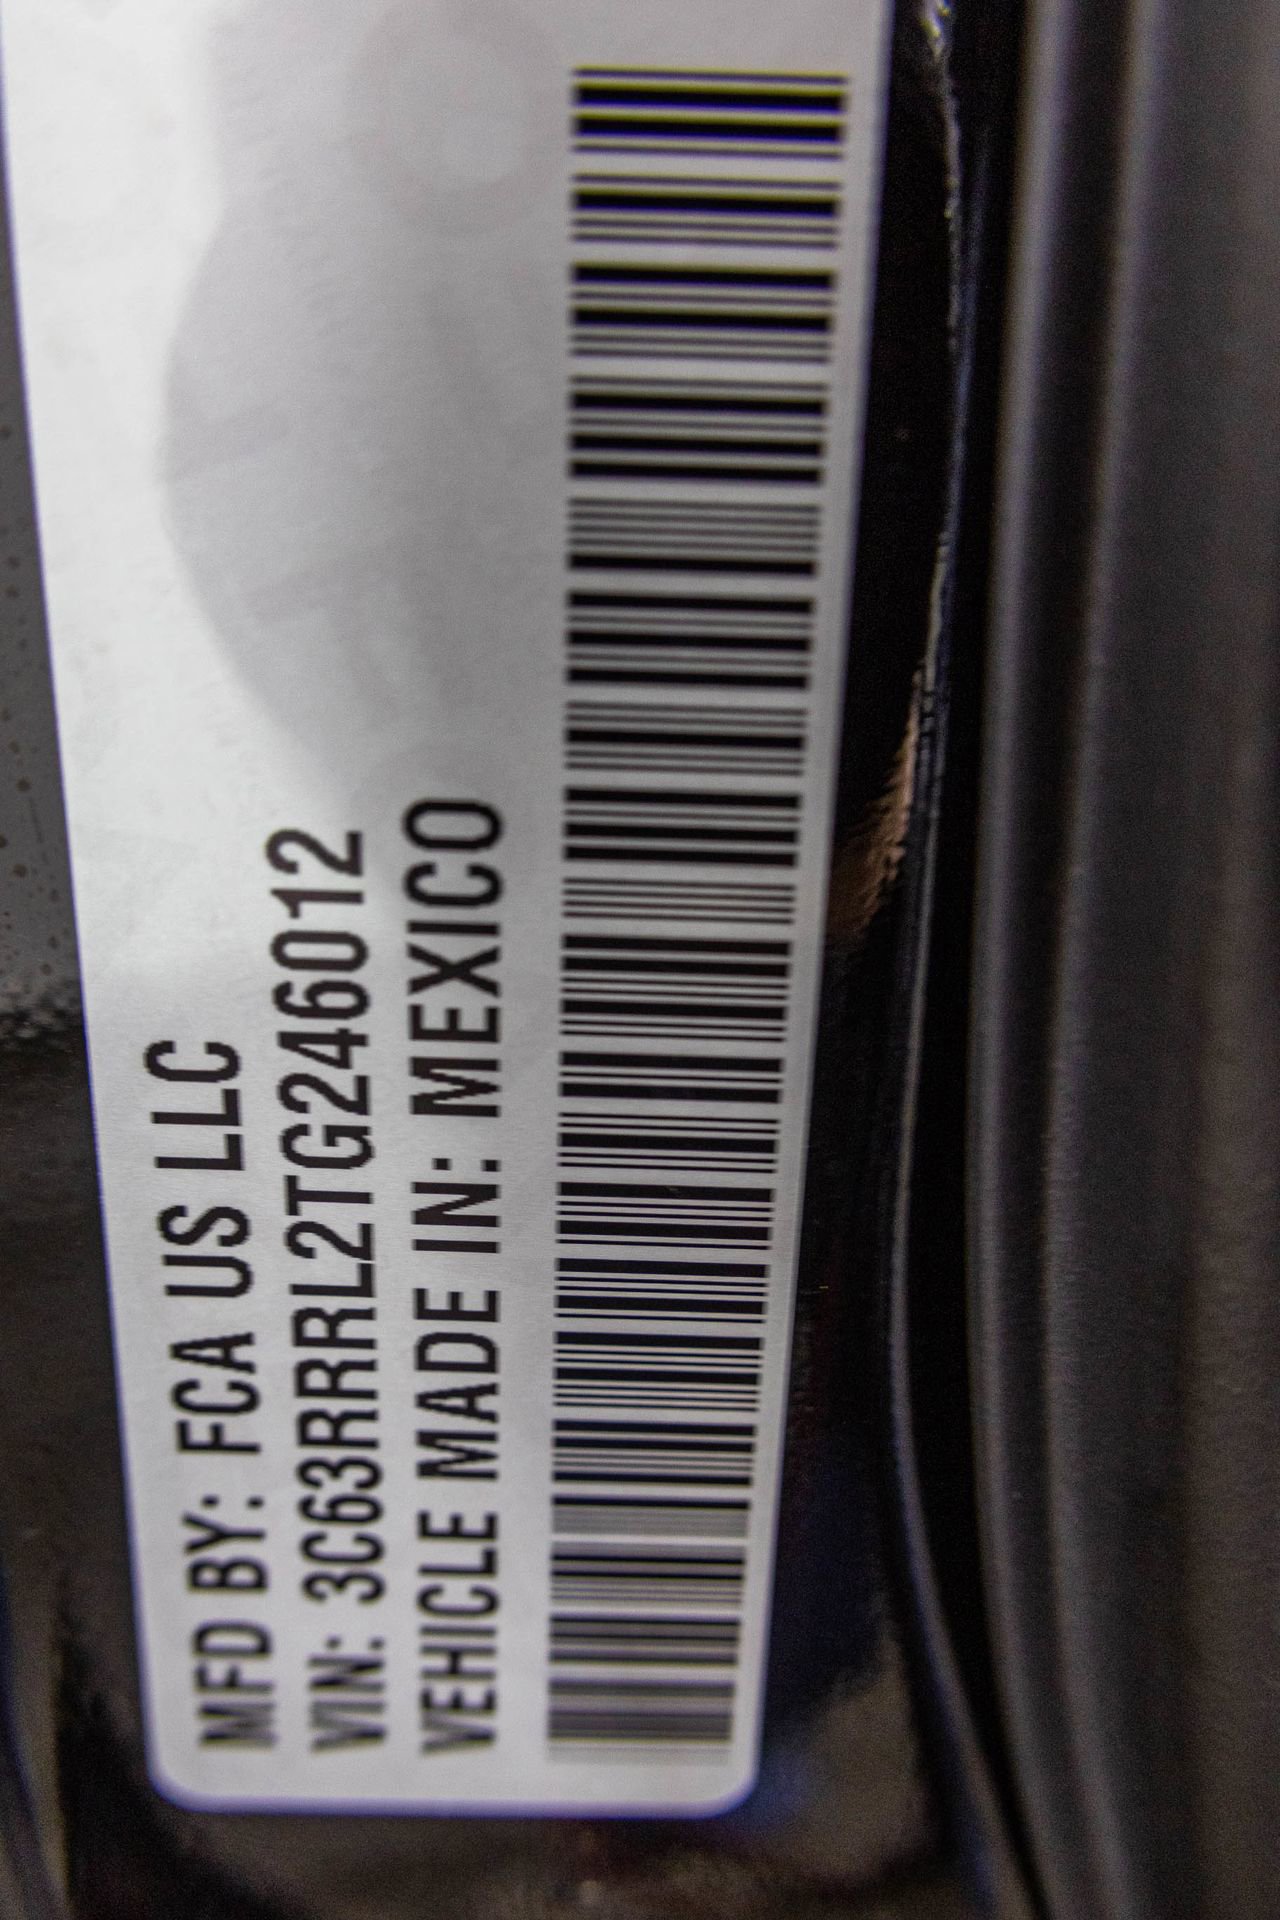 MFD BY: FCA US LLC
VIN: 3C63RRRL2TG246012
VEHICLE MADE IN: MEXICO